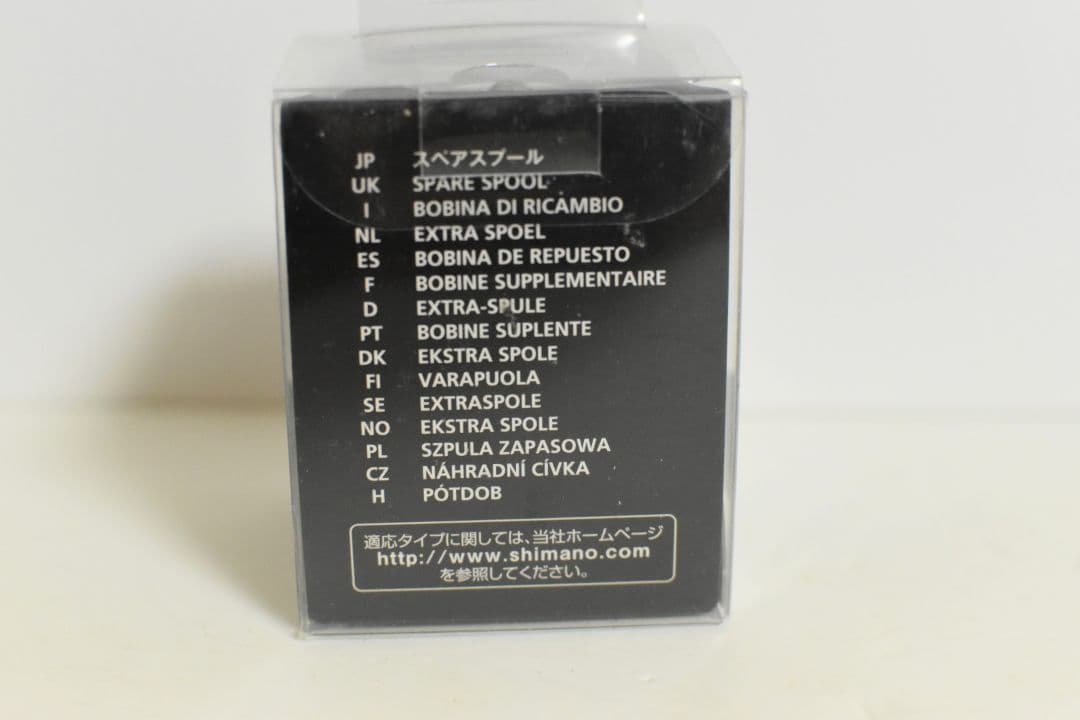 JP スペアスプール
UK SPARE SPOOL
I BOBINA DI RICAMBIO
NL EXTRA SPOEL
ES BOBINA DE REPUESTO
F BOBINE SUPPLEMENTAIRE
D EXTRA-SPULE
PT BOBINE SUPLENTE
DK EKSTRA SPOLE
FI VARAPUOLA
SE EXTRASPOLE
NO EKSTRA SPOLE
PL SZPULA ZAPASOWA
CZ NÁHRADNÍ CÍVKA
H PÓTDOB
適応タイプに関しては、当社ホームページ
http://www.shimano.com
を参照してください。